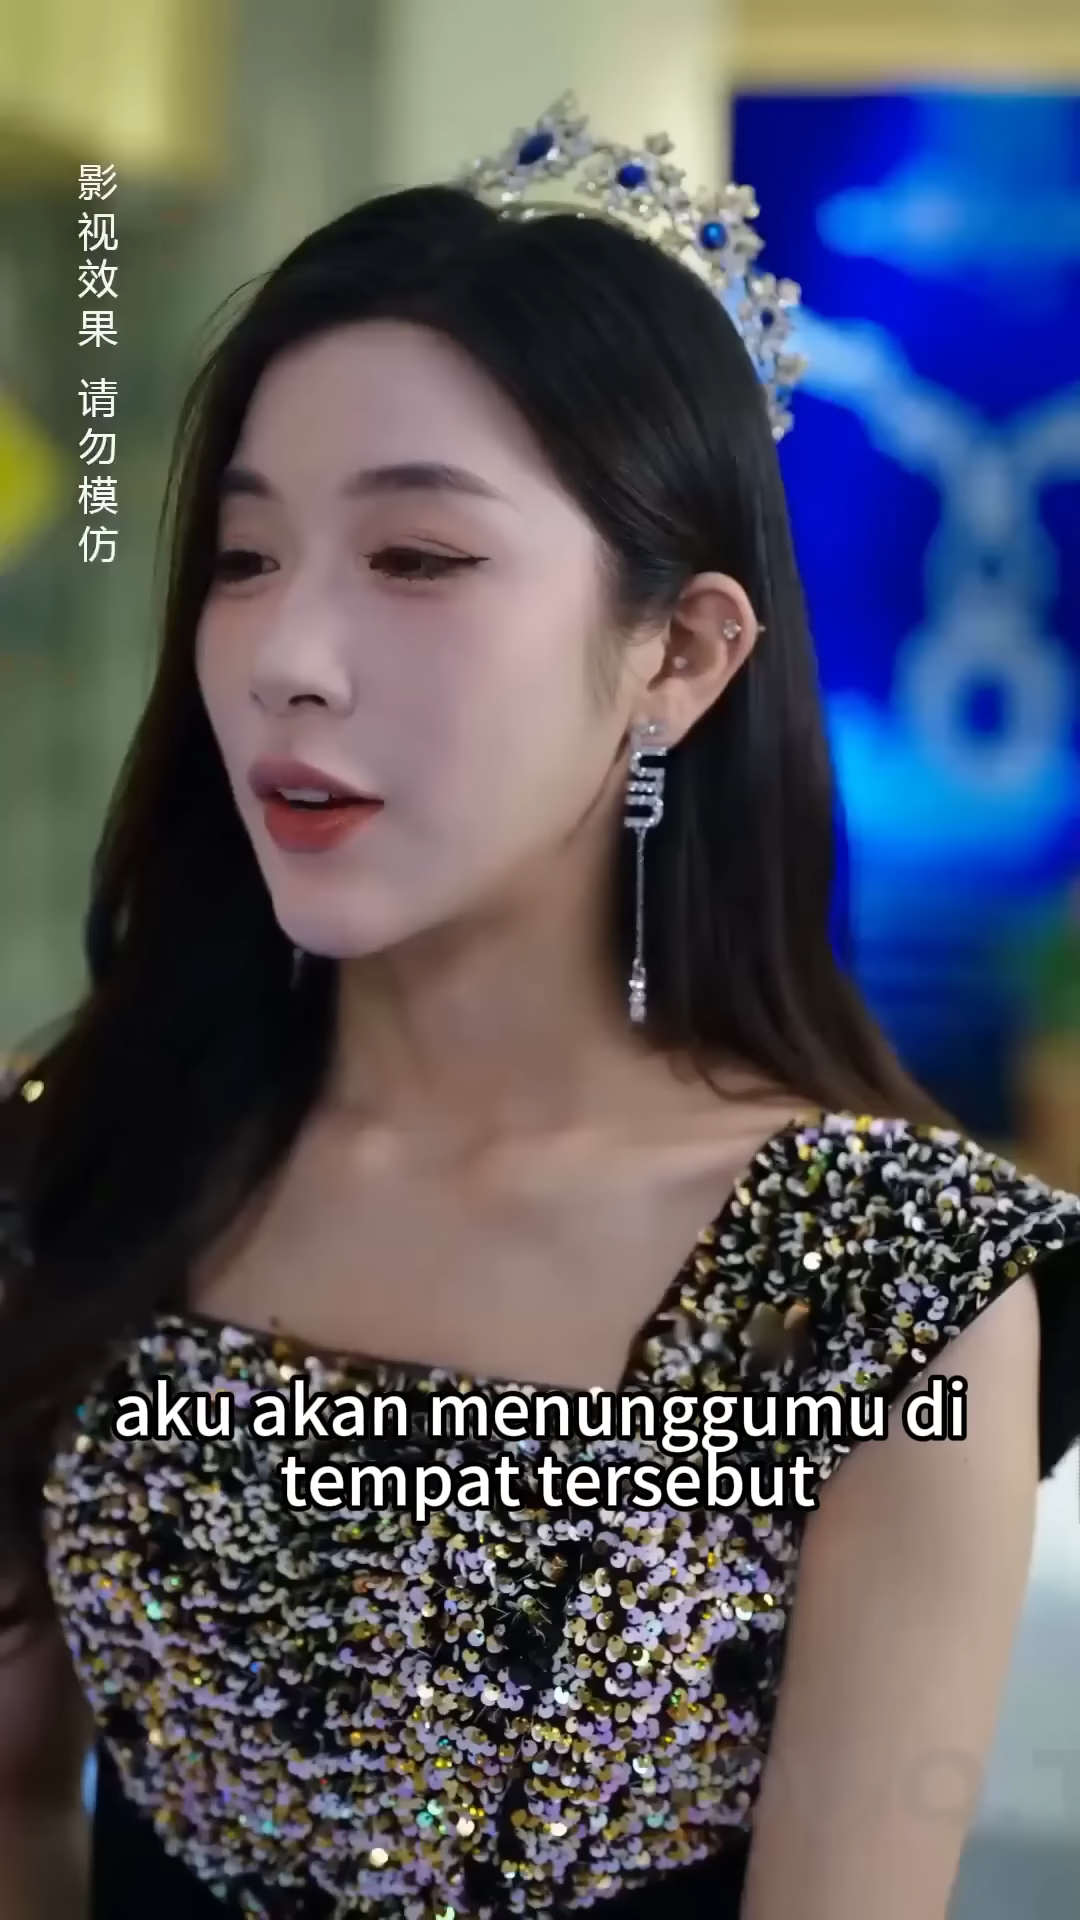 影视效果 请勿模仿
aku akan menunggumu di
tempat tersebut